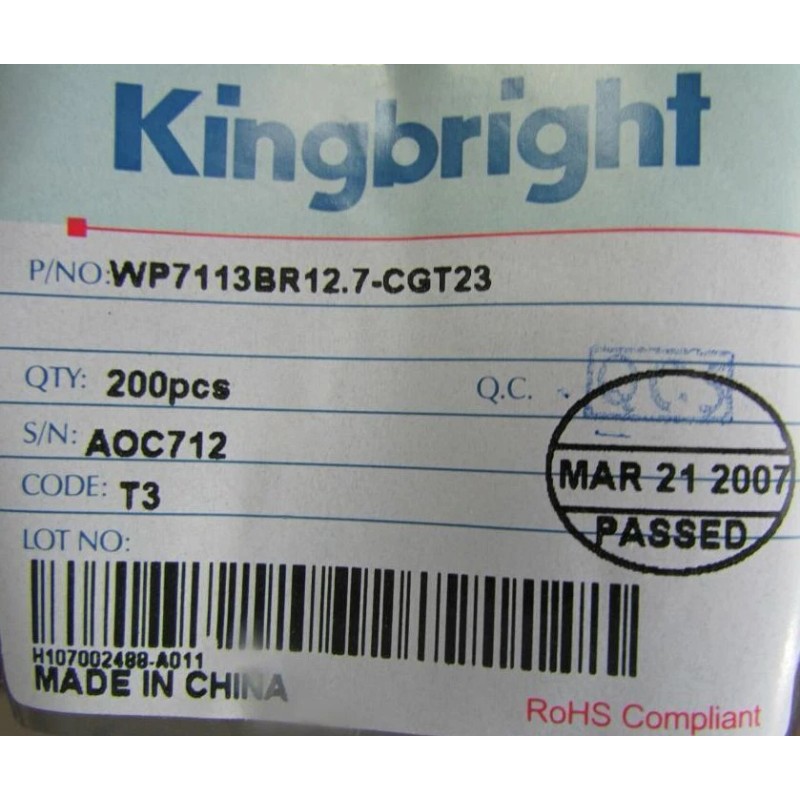 Kingbright
P/NO:WP7113BR12.7-CGT23
QTY: 200pcs
Q.C.
S/N: AOC712
CODE: T3
MAR 21 2007
PASSED
LOT NO:
H107002488-A011
MADE IN CHINA
RoHS Compliant